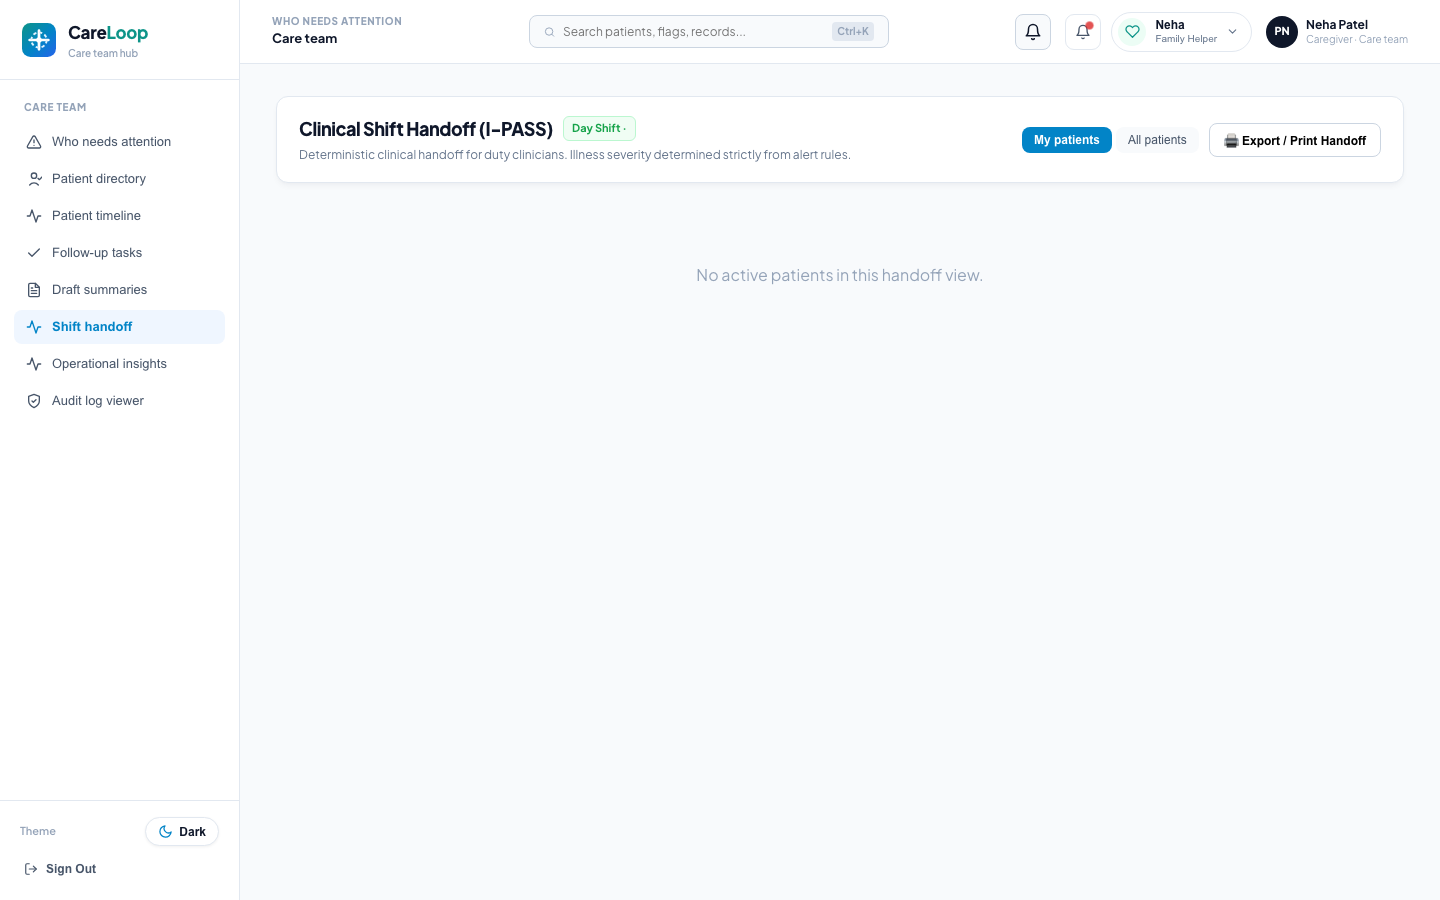 CareLoop
Care team hub
CARE TEAM
Who needs attention
Patient directory
Patient timeline
Follow-up tasks
Draft summaries
Shift handoff
Operational insights
Audit log viewer
Theme
Dark
Sign Out
WHO NEEDS ATTENTION
Care team
Search patients, flags, records...
Ctrl+K
Neha
Family Helper
PN
Neha Patel
Caregiver · Care team
Clinical Shift Handoff (I-PASS)
Day Shift ·
Deterministic clinical handoff for duty clinicians. Illness severity determined strictly from alert rules.
My patients
All patients
Export / Print Handoff
No active patients in this handoff view.